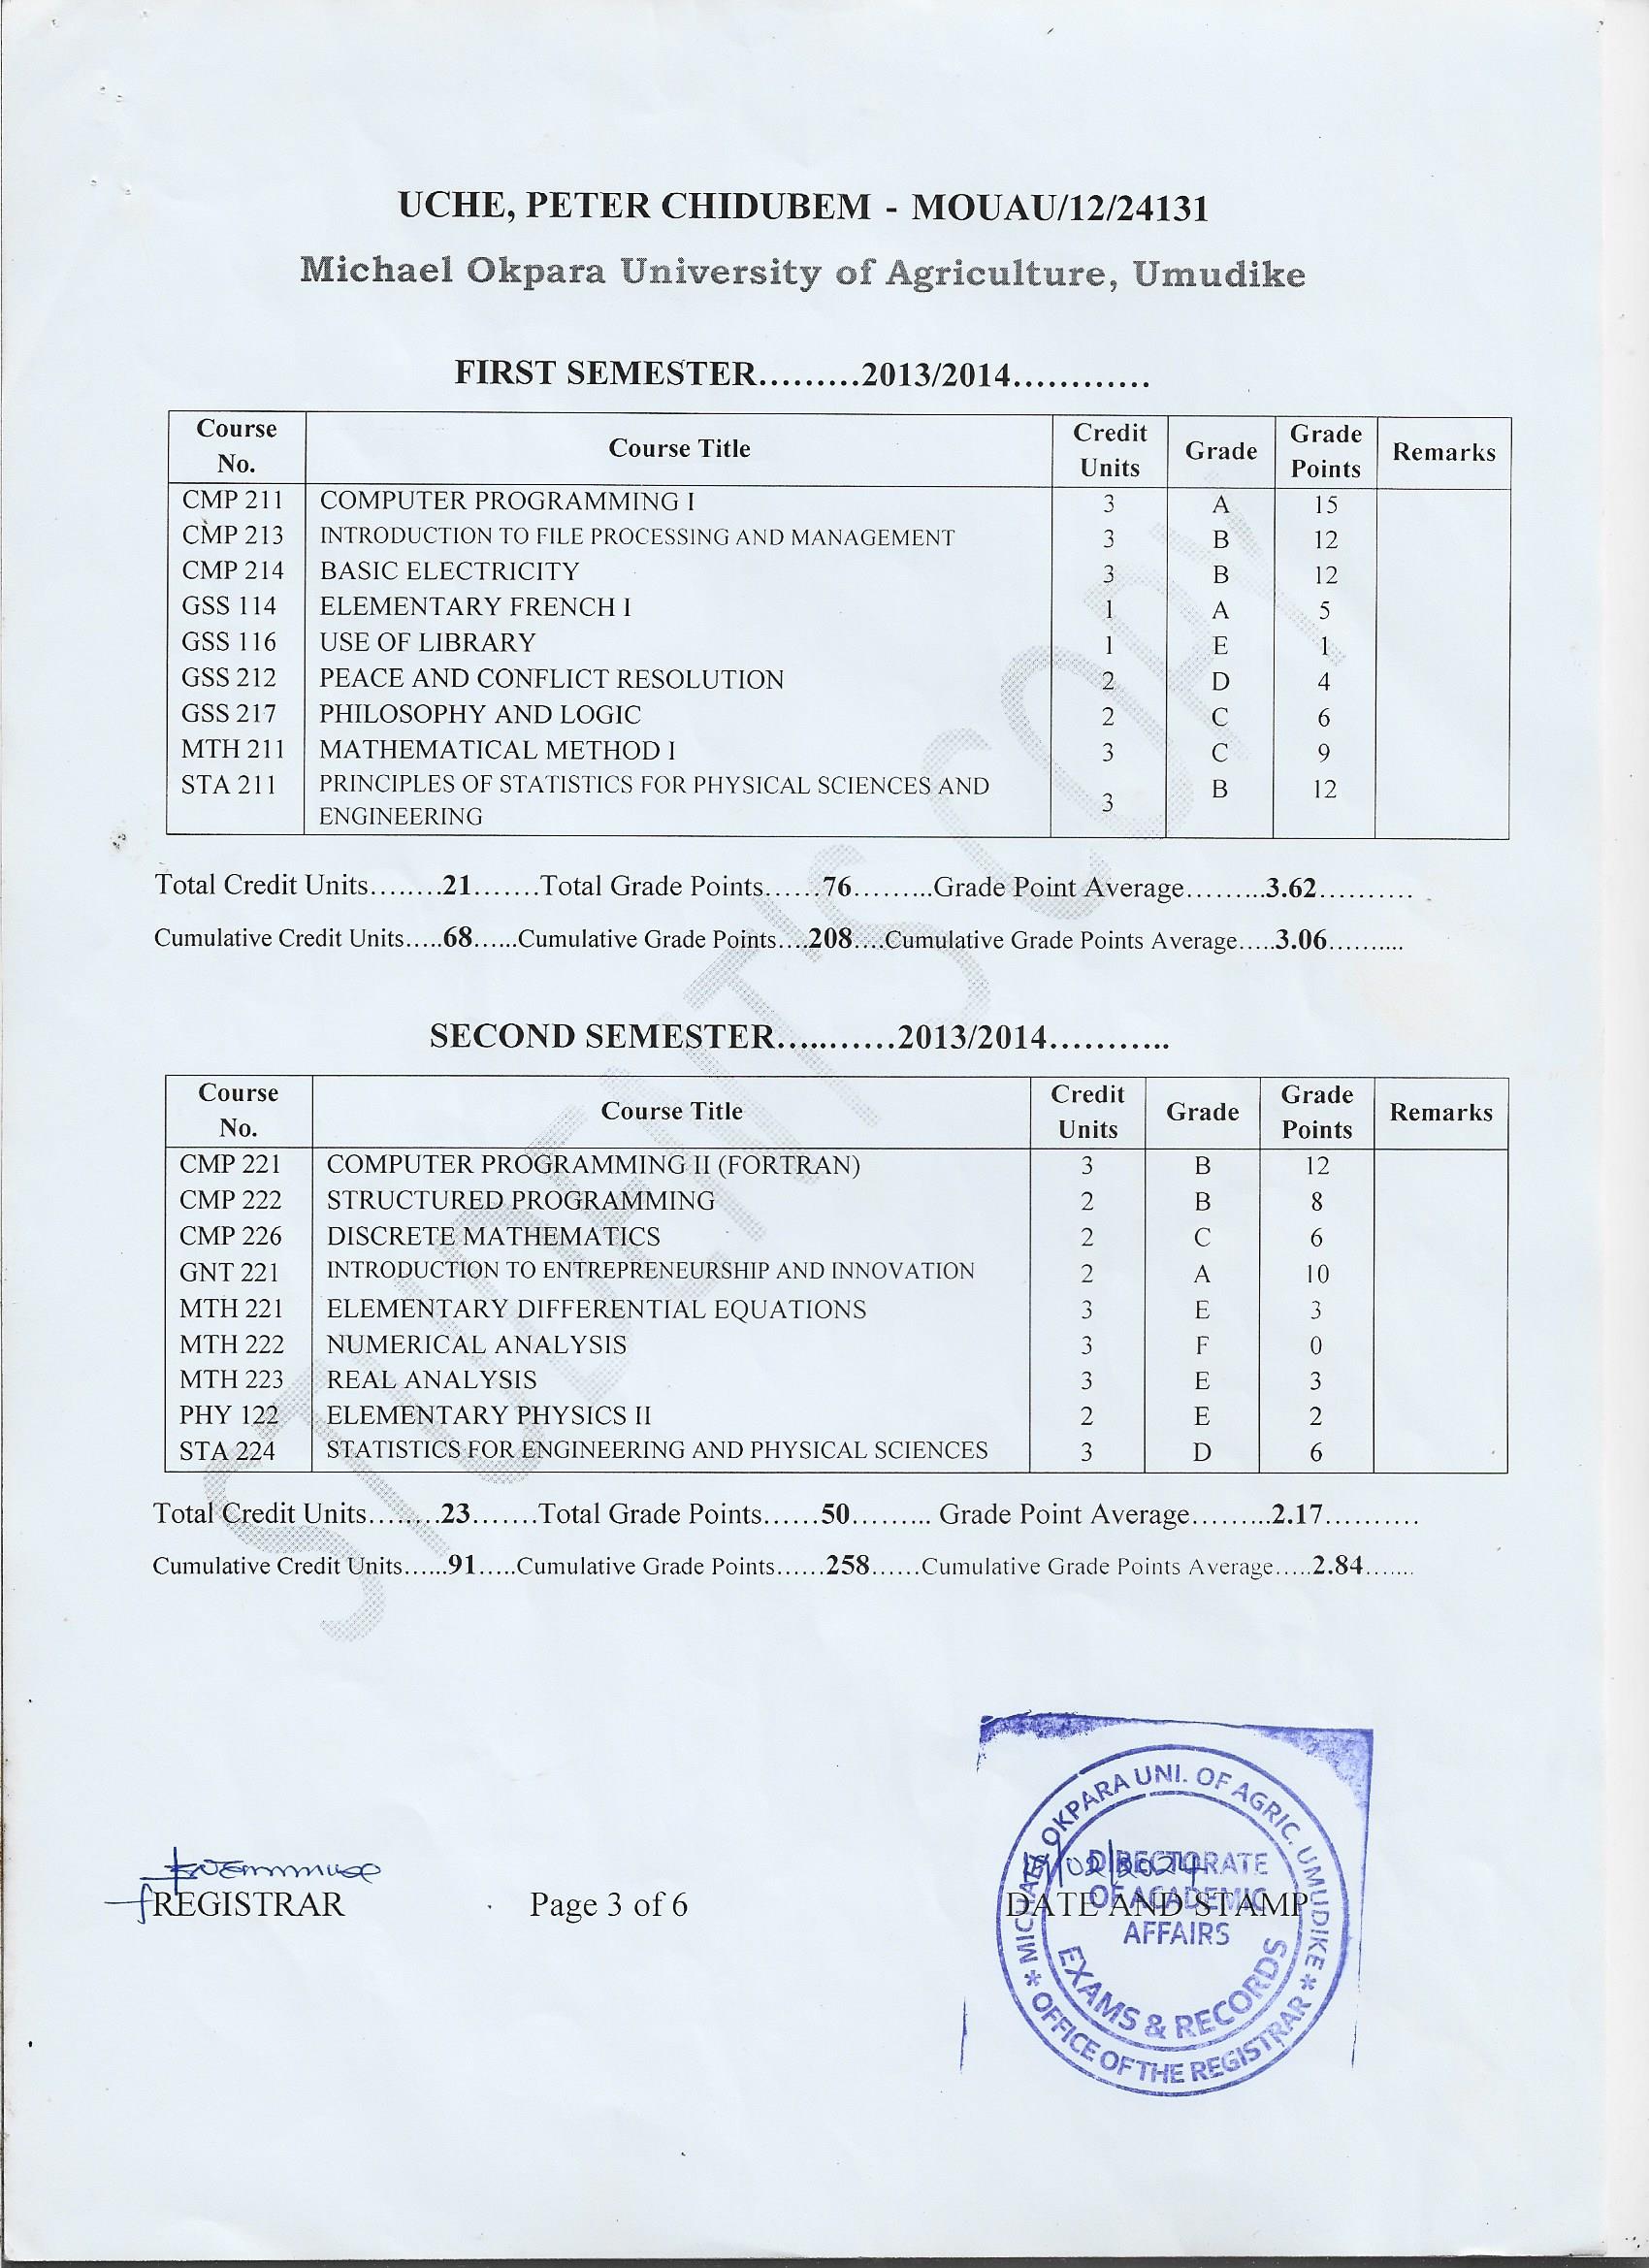 UCHE, PETER CHIDUBEM - MOUAU/12/24131
Michael Okpara University of Agriculture, Umudike
FIRST SEMESTER.........2013/2014............
Course No. Course Title Credit Units Grade Grade Points Remarks
CMP 211 COMPUTER PROGRAMMING I 3 A 15
CMP 213 INTRODUCTION TO FILE PROCESSING AND MANAGEMENT 3 B 12
CMP 214 BASIC ELECTRICITY 3 B 12
GSS 114 ELEMENTARY FRENCH I 1 A 5
GSS 116 USE OF LIBRARY 1 E 1
GSS 212 PEACE AND CONFLICT RESOLUTION 2 D 4
GSS 217 PHILOSOPHY AND LOGIC 2 C 6
MTH 211 MATHEMATICAL METHOD I 3 C 9
STA 211 PRINCIPLES OF STATISTICS FOR PHYSICAL SCIENCES AND ENGINEERING 3 B 12
Total Credit Units........21.......Total Grade Points......76.........Grade Point Average.........3.62..........
Cumulative Credit Units.....68......Cumulative Grade Points....208....Cumulative Grade Points Average.....3.06..........
SECOND SEMESTER............2013/2014...........
Course No. Course Title Credit Units Grade Grade Points Remarks
CMP 221 COMPUTER PROGRAMMING II (FORTRAN) 3 B 12
CMP 222 STRUCTURED PROGRAMMING 2 B 8
CMP 226 DISCRETE MATHEMATICS 2 C 6
GNT 221 INTRODUCTION TO ENTREPRENEURSHIP AND INNOVATION 2 A 10
MTH 221 ELEMENTARY DIFFERENTIAL EQUATIONS 3 E 3
MTH 222 NUMERICAL ANALYSIS 3 F 0
MTH 223 REAL ANALYSIS 3 E 3
PHY 122 ELEMENTARY PHYSICS II 2 E 2
STA 224 STATISTICS FOR ENGINEERING AND PHYSICAL SCIENCES 3 D 6
Total Credit Units........23.......Total Grade Points......50......... Grade Point Average.........2.17..........
Cumulative Credit Units......91.....Cumulative Grade Points......258......Cumulative Grade Points Average.....2.84.......
STUDENT'S COPY
REGISTRAR Page 3 of 6 DATE AND STAMP
MICHAEL OKPARA UNI. OF AGRIC. UMUDIKE
DIRECTORATE
OF ACADEMIC
AFFAIRS
EXAMS & RECORDS
* OFFICE OF THE REGISTRAR *